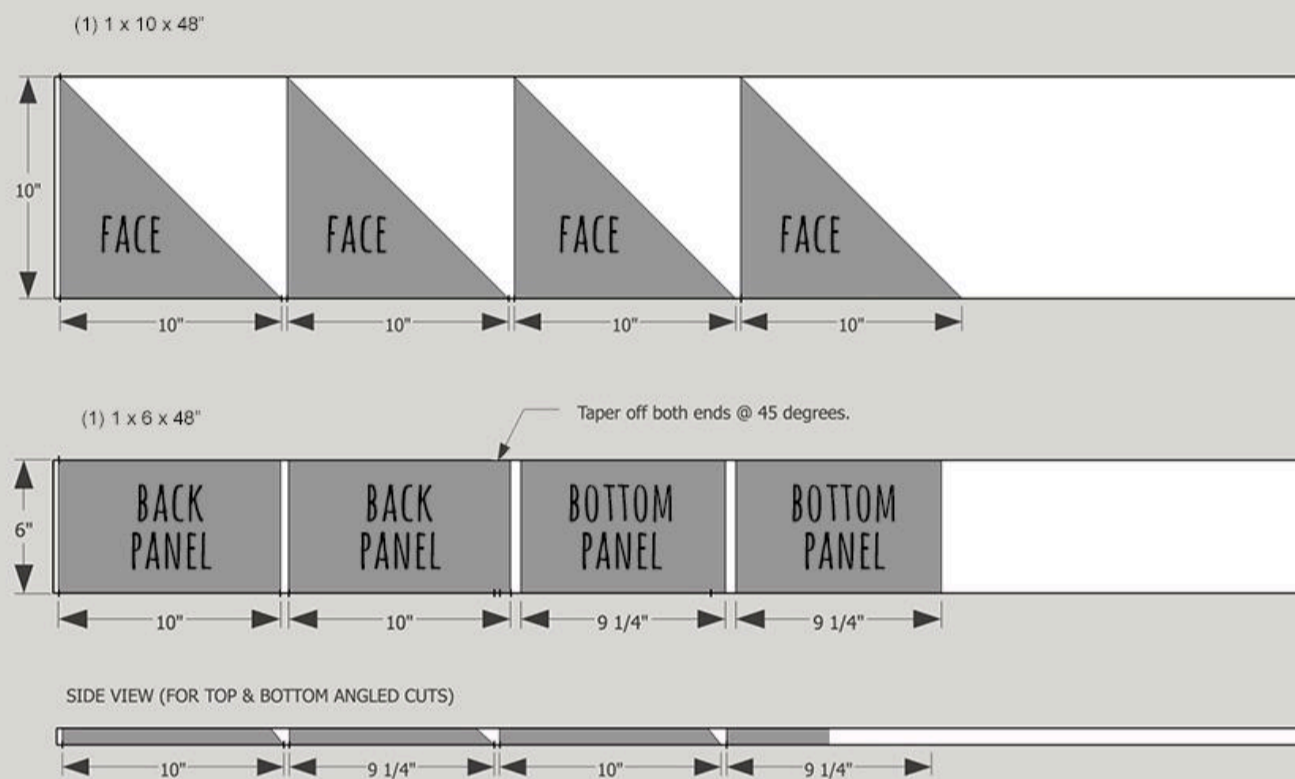 (1) 1 x 10 x 48"
10"
FACE
FACE
FACE
FACE
10"
10"
10"
10"
(1) 1 x 6 x 48"
Taper off both ends @ 45 degrees.
6"
BACK
PANEL
BACK
PANEL
BOTTOM
PANEL
BOTTOM
PANEL
10"
10"
9 1/4"
9 1/4"
SIDE VIEW (FOR TOP & BOTTOM ANGLED CUTS)
10"
9 1/4"
10"
9 1/4"